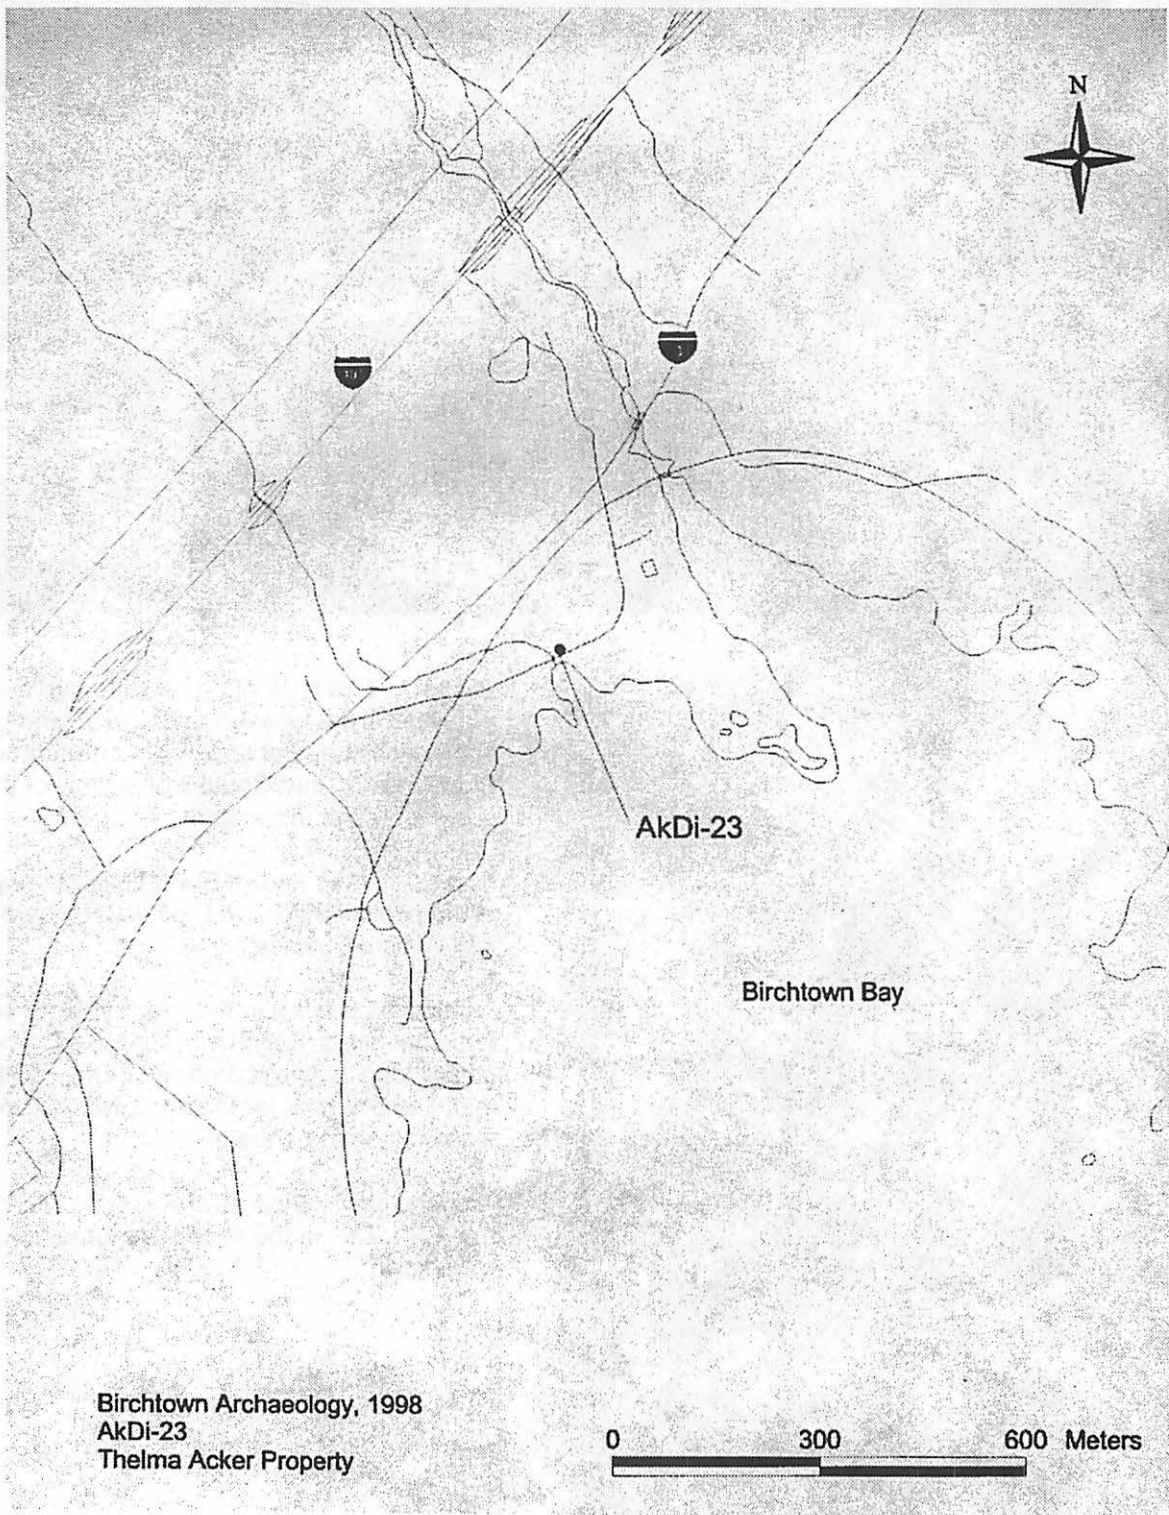 N
AkDi-23
Birchtown Bay
Birchtown Archaeology, 1998
AkDi-23
Thelma Acker Property
0 300 600 Meters